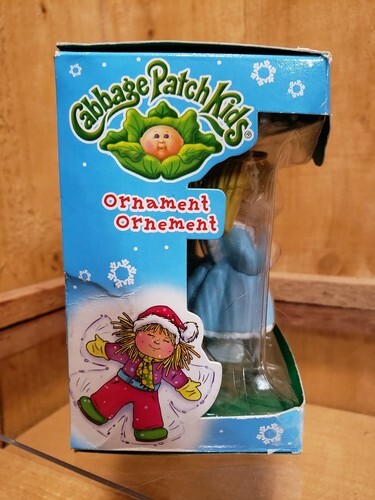 Cabbage Patch Kids®
Ornament
Ornement